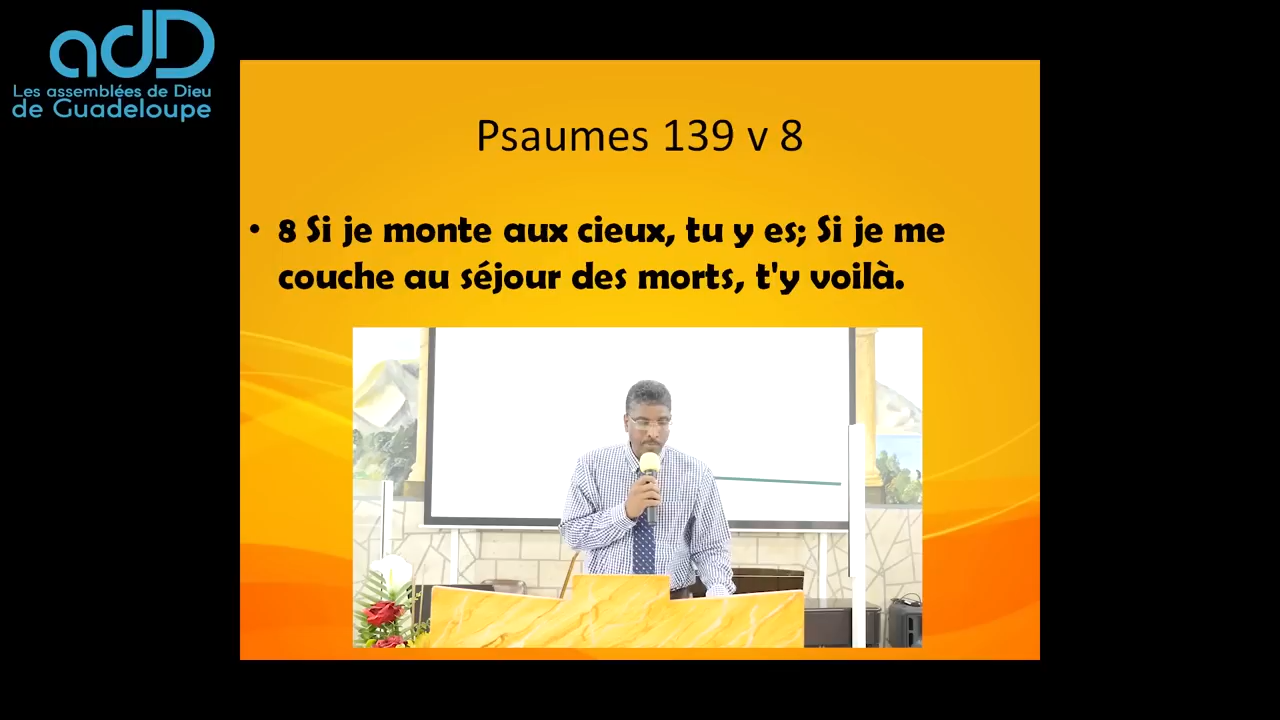 adD
Les assemblées de Dieu
de Guadeloupe
Psaumes 139 v 8
• 8 Si je monte aux cieux, tu y es; Si je me
couche au séjour des morts, t'y voilà.